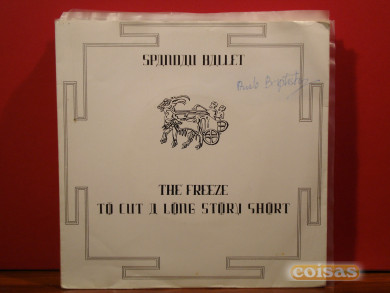 SPANDAU BALLET
THE FREEZE
TO CUT A LONG STORY SHORT
coisas